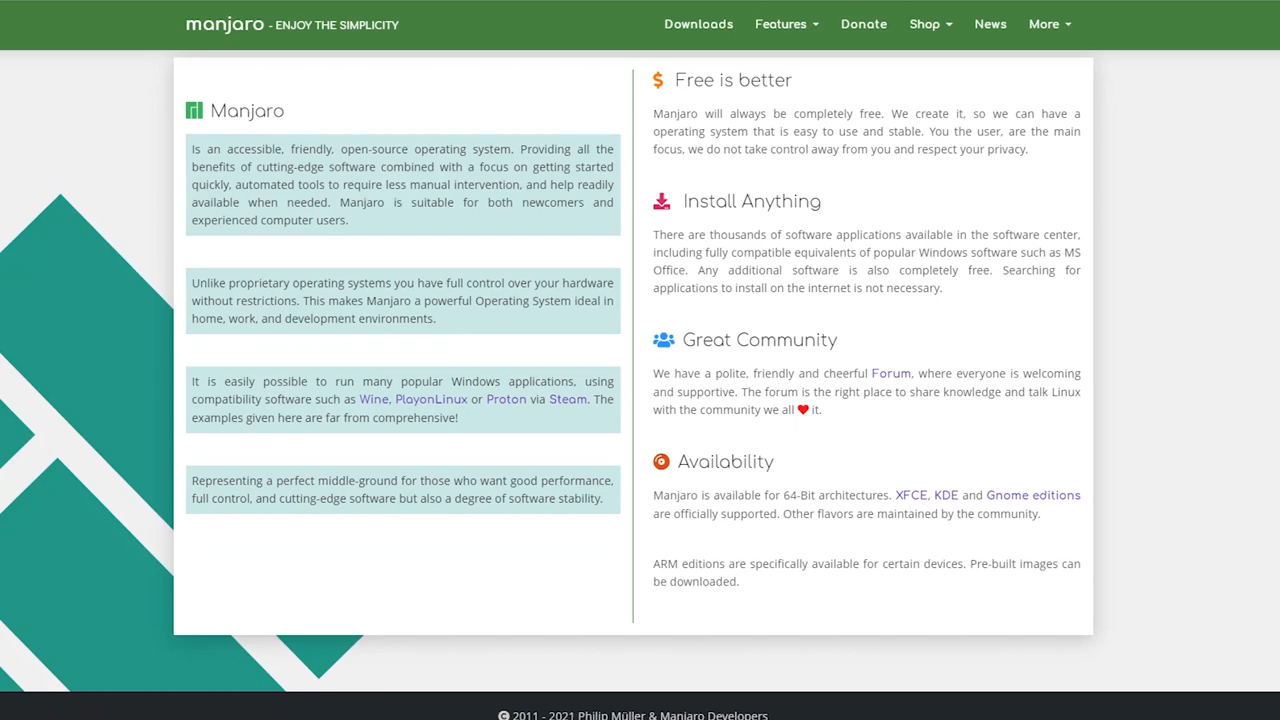 manjaro - ENJOY THE SIMPLICITY
Downloads Features Donate Shop News More
Manjaro
Is an accessible, friendly, open-source operating system. Providing all the
benefits of cutting-edge software combined with a focus on getting started
quickly, automated tools to require less manual intervention, and help readily
available when needed. Manjaro is suitable for both newcomers and
experienced computer users.
Unlike proprietary operating systems you have full control over your hardware
without restrictions. This makes Manjaro a powerful Operating System ideal in
home, work, and development environments.
It is easily possible to run many popular Windows applications, using
compatibility software such as Wine, PlayonLinux or Proton via Steam. The
examples given here are far from comprehensive!
Representing a perfect middle-ground for those who want good performance,
full control, and cutting-edge software but also a degree of software stability.
Free is better
Manjaro will always be completely free. We create it, so we can have a
operating system that is easy to use and stable. You the user, are the main
focus, we do not take control away from you and respect your privacy.
Install Anything
There are thousands of software applications available in the software center,
including fully compatible equivalents of popular Windows software such as MS
Office. Any additional software is also completely free. Searching for
applications to install on the internet is not necessary.
Great Community
We have a polite, friendly and cheerful Forum, where everyone is welcoming
and supportive. The forum is the right place to share knowledge and talk Linux
with the community we all ❤ it.
Availability
Manjaro is available for 64-Bit architectures. XFCE, KDE and Gnome editions
are officially supported. Other flavors are maintained by the community.
ARM editions are specifically available for certain devices. Pre-built images can
be downloaded.
2011 - 2021 Philip Müller & Manjaro Developers